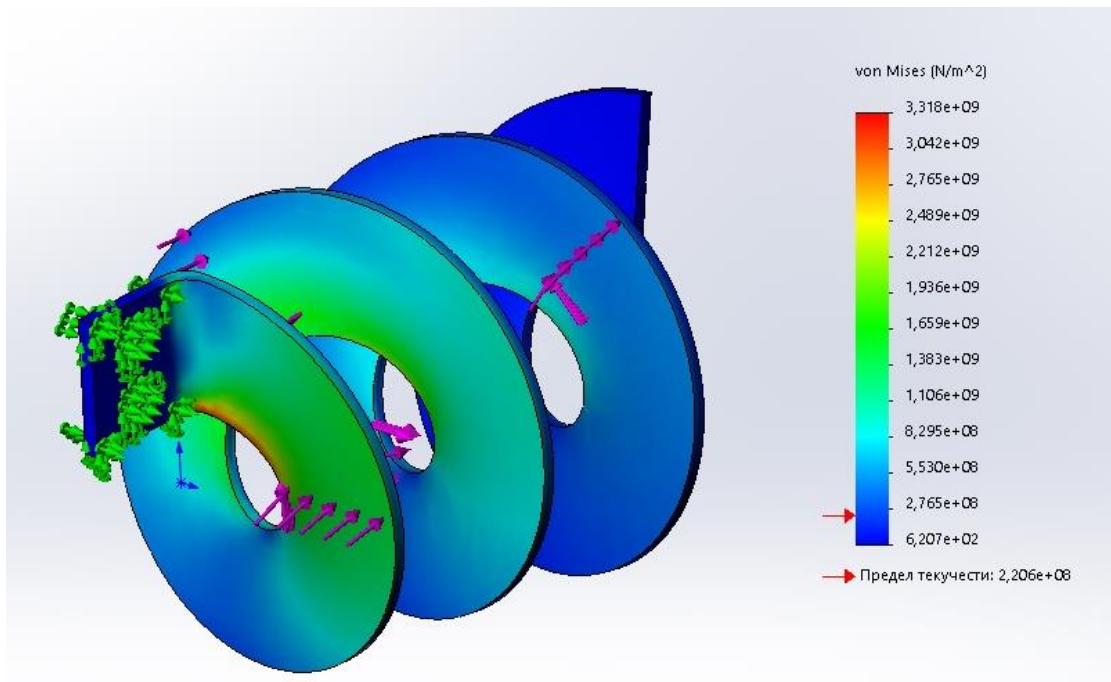 von Mises (N/m^2)
3,318e+09
3,042e+09
2,765e+09
2,489e+09
2,212e+09
1,936e+09
1,659e+09
1,383e+09
1,106e+09
8,295e+08
5,530e+08
2,765e+08
6,207e+02
Предел текучести: 2,206e+08